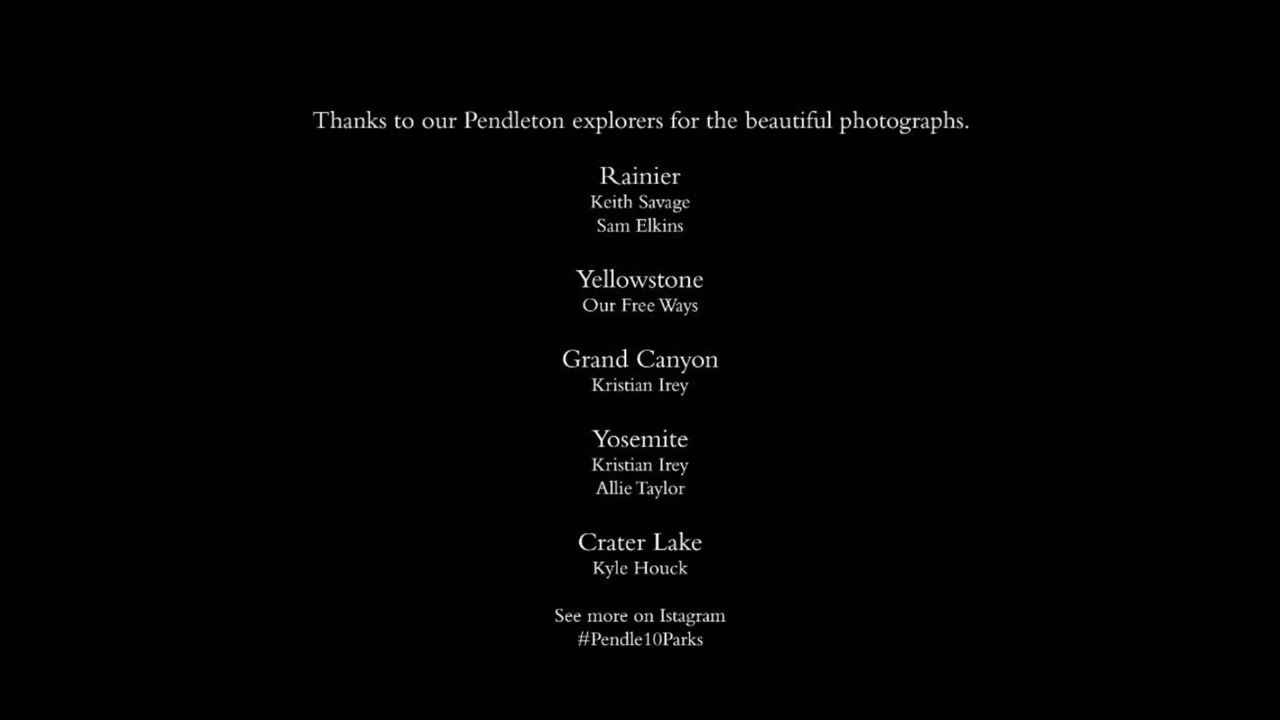 Thanks to our Pendleton explorers for the beautiful photographs.
Rainier
Keith Savage
Sam Elkins
Yellowstone
Our Free Ways
Grand Canyon
Kristian Irey
Yosemite
Kristian Irey
Allie Taylor
Crater Lake
Kyle Houck
See more on Istagram
#Pendle10Parks